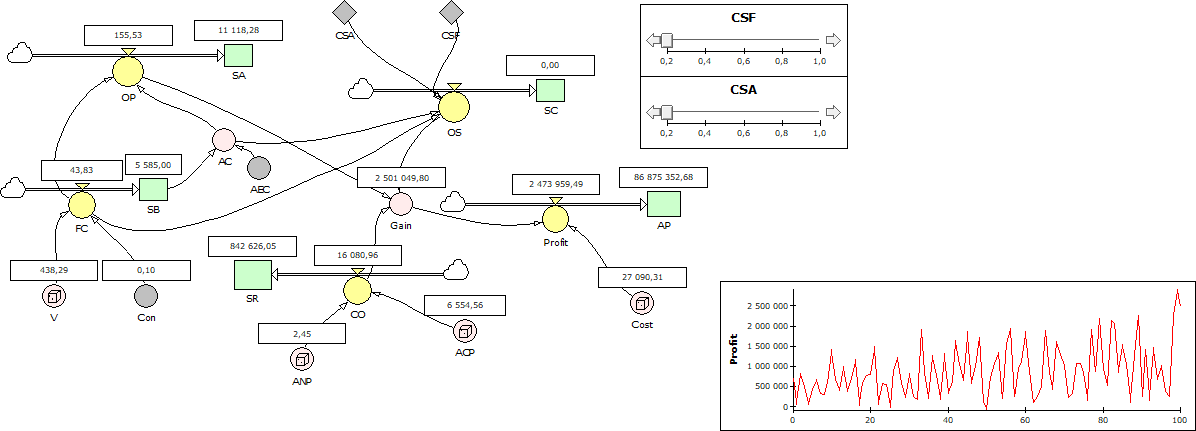 CSA
CSF
155,53
11 118,28
SA
OP
0,00
SC
OS
AC
AEC
43,83
5 585,00
SB
FC
2 501 049,80
Gain
2 473 959,49
86 875 352,68
AP
Profit
438,29
V
0,10
Con
842 626,05
SR
16 080,96
CO
2,45
ANP
6 554,56
ACP
27 090,31
Cost
CSF
0,2 0,4 0,6 0,8 1,0
CSA
0,2 0,4 0,6 0,8 1,0
Profit
2 500 000
2 000 000
1 500 000
1 000 000
500 000
0
0 20 40 60 80 100